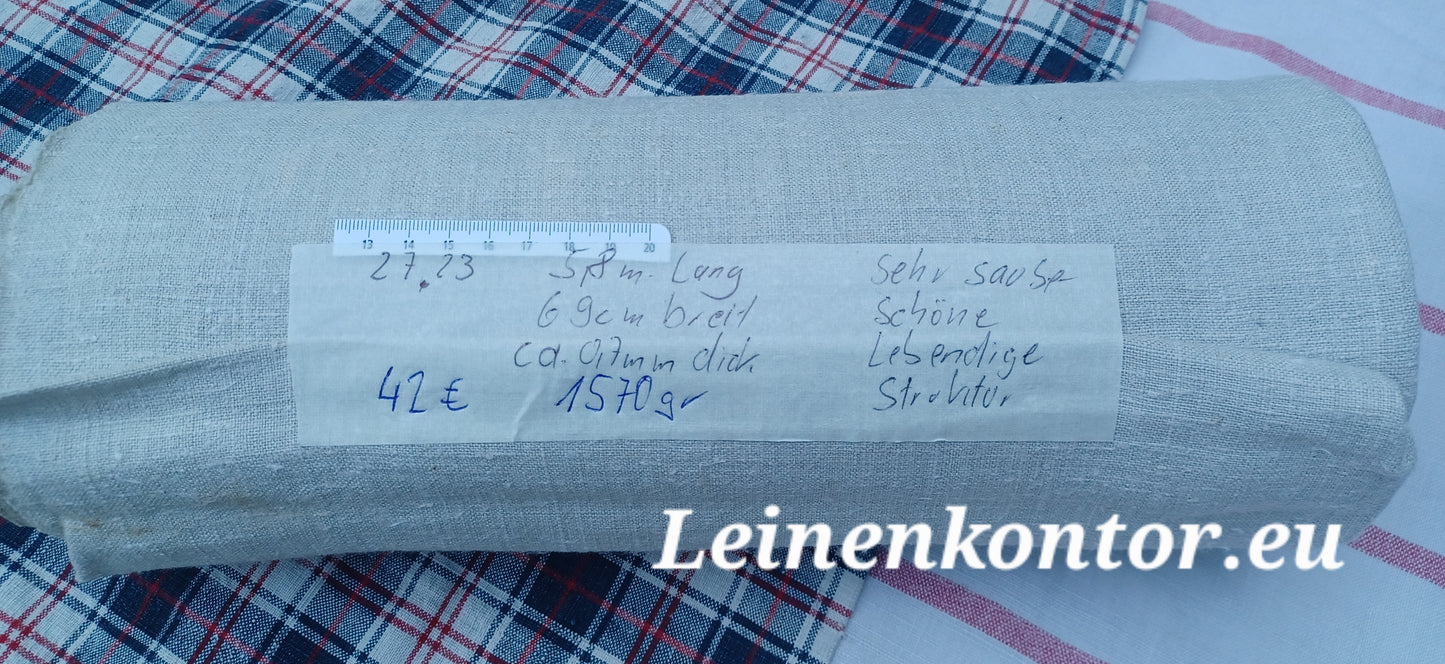 13 14 15 16 17 18 19 20
27.23 5,8 m. Lang Sehr saubr
69cm breit Schöne
ca. 0,7mm dick Lebendige
42 € 1570gr Struktur
Leinenkontor.eu